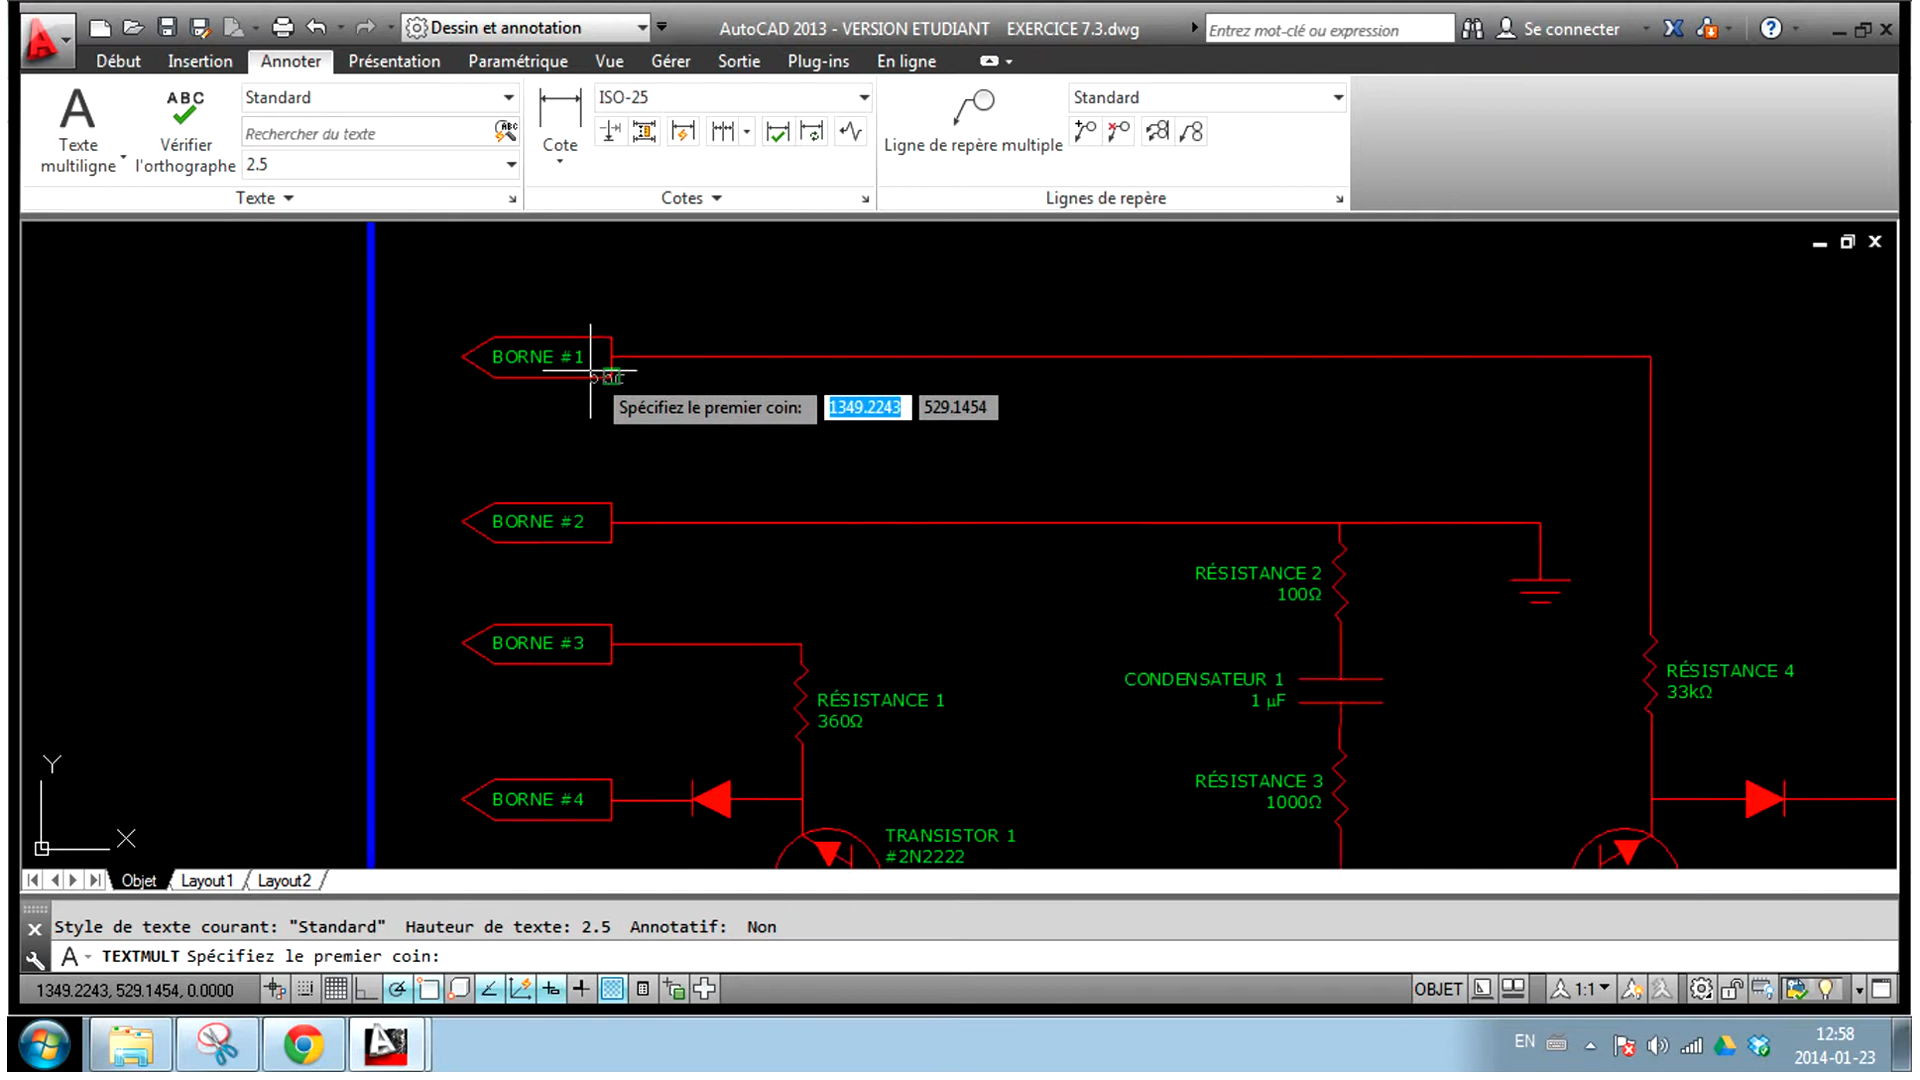 Dessin et annotation
AutoCAD 2013 - VERSION ETUDIANT EXERCICE 7.3.dwg
Entrez mot-clé ou expression
Se connecter
Début Insertion Annoter Présentation Paramétrique Vue Gérer Sortie Plug-ins En ligne
A
Texte multiligne
ABC
Vérifier l'orthographe
Standard
Rechercher du texte
2.5
Texte
Cote
ISO-25
Cotes
Ligne de repère multiple
Standard
Lignes de repère
BORNE #1
Spécifiez le premier coin: 1349.2243 529.1454
BORNE #2
RÉSISTANCE 2
100Ω
BORNE #3
RÉSISTANCE 1
360Ω
CONDENSATEUR 1
1 µF
RÉSISTANCE 4
33kΩ
RÉSISTANCE 3
1000Ω
BORNE #4
TRANSISTOR 1
#2N2222
Y
X
Objet Layout1 Layout2
Style de texte courant: "Standard" Hauteur de texte: 2.5 Annotatif: Non
A TEXTMULT Spécifiez le premier coin:
1349.2243, 529.1454, 0.0000
OBJET
1:1
EN
12:58
2014-01-23